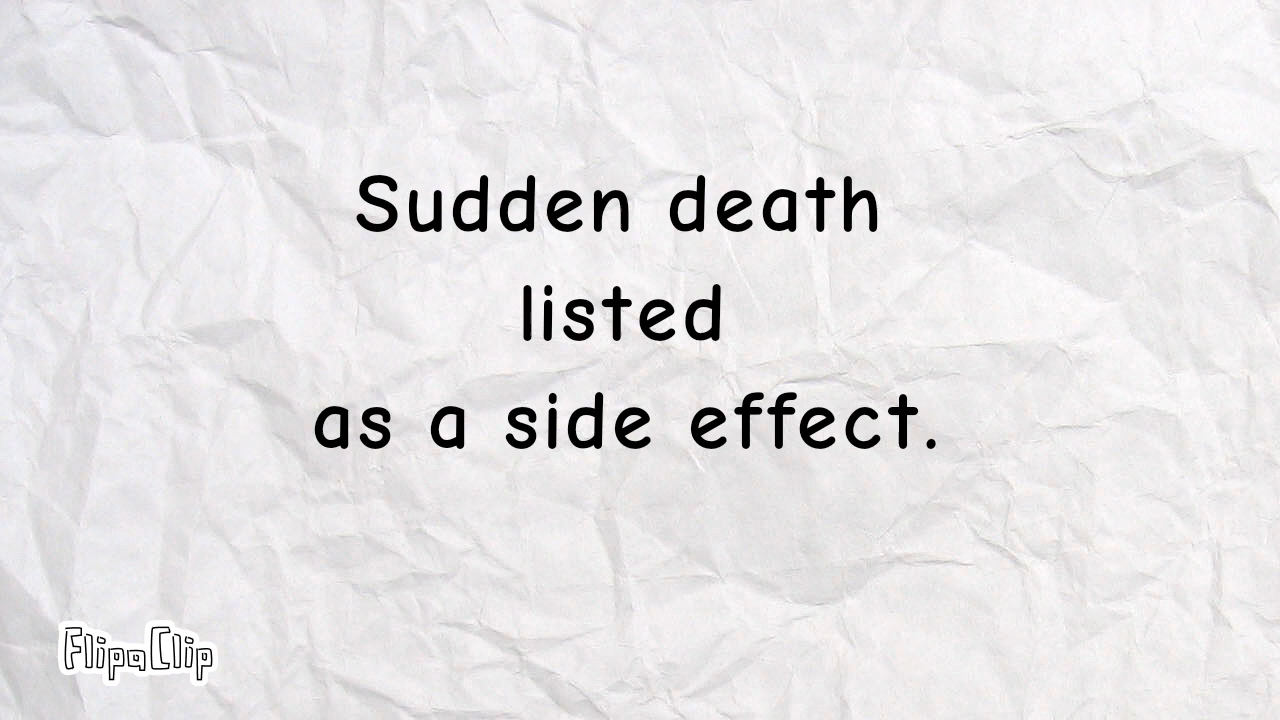 Sudden death
listed
as a side effect.
FlipaClip